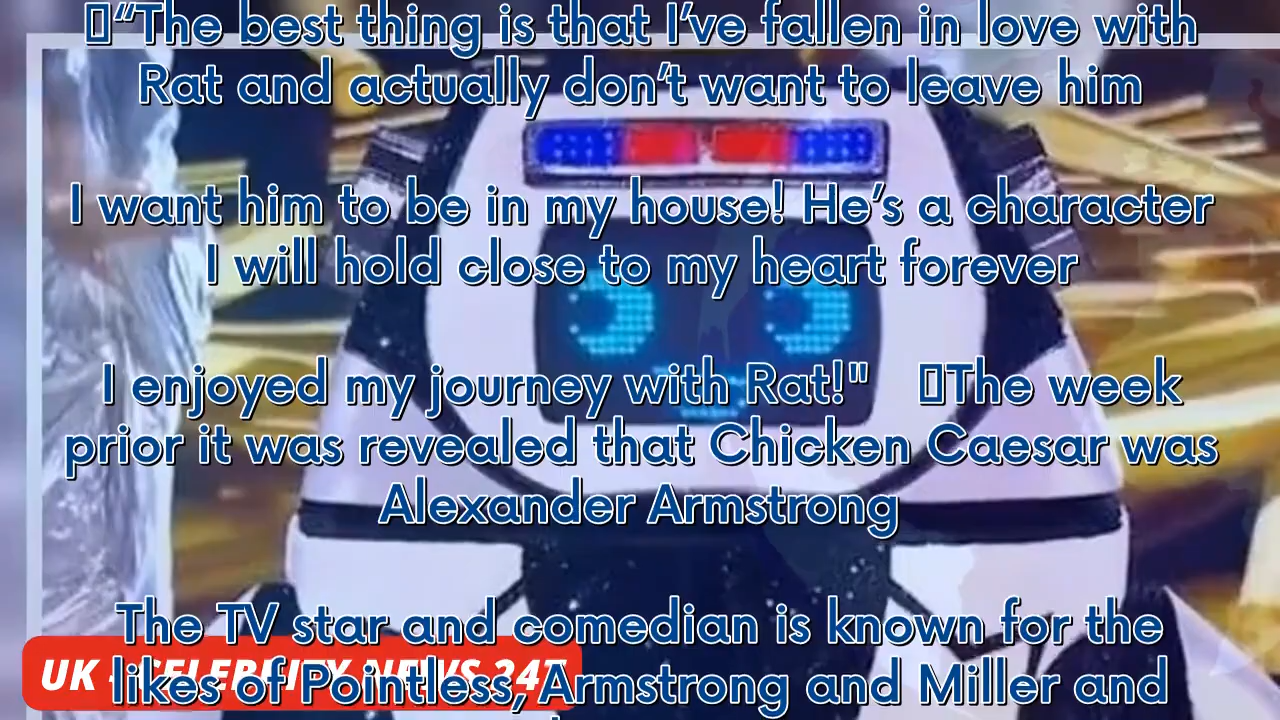 “The best thing is that I’ve fallen in love with
Rat and actually don’t want to leave him
I want him to be in my house! He’s a character
I will hold close to my heart forever
I enjoyed my journey with Rat!" The week
prior it was revealed that Chicken Caesar was
Alexander Armstrong
The TV star and comedian is known for the
likes of Pointless, Armstrong and Miller and
UK CELEBRITY NEWS 247